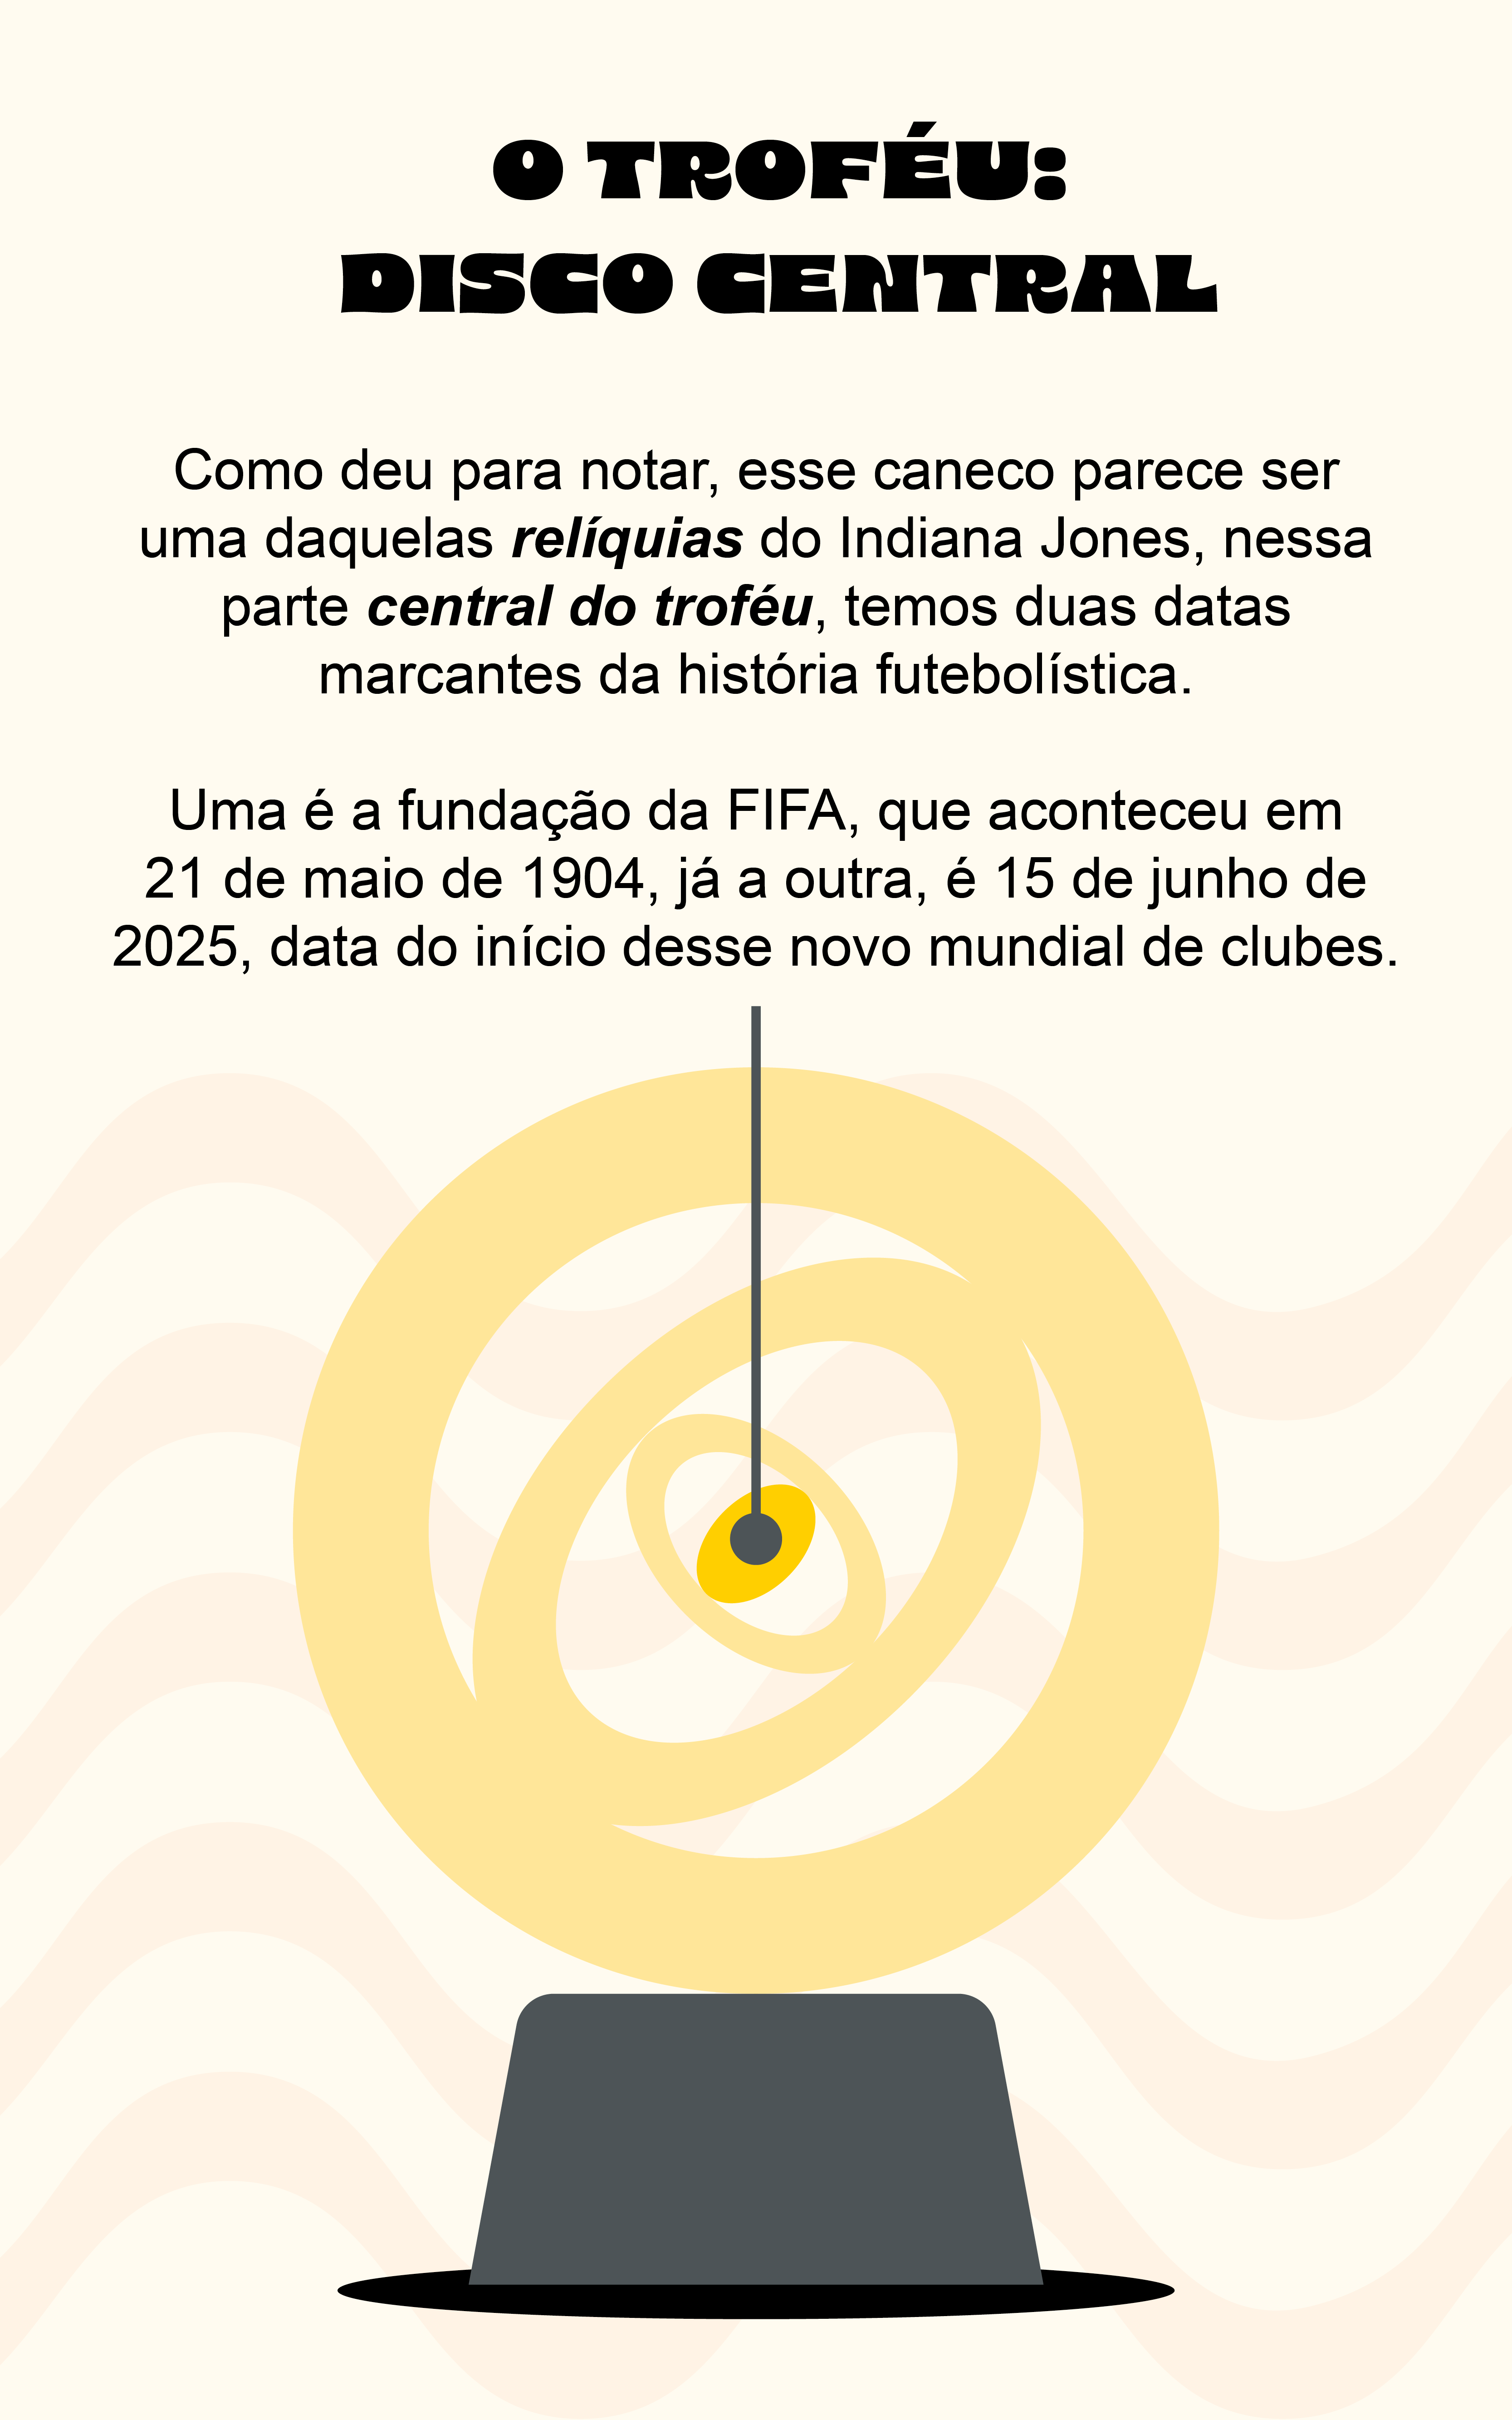 O TROFÉU:
DISCO CENTRAL
Como deu para notar, esse caneco parece ser
uma daquelas relíquias do Indiana Jones, nessa
parte central do troféu, temos duas datas
marcantes da história futebolística.
Uma é a fundação da FIFA, que aconteceu em
21 de maio de 1904, já a outra, é 15 de junho de
2025, data do início desse novo mundial de clubes.